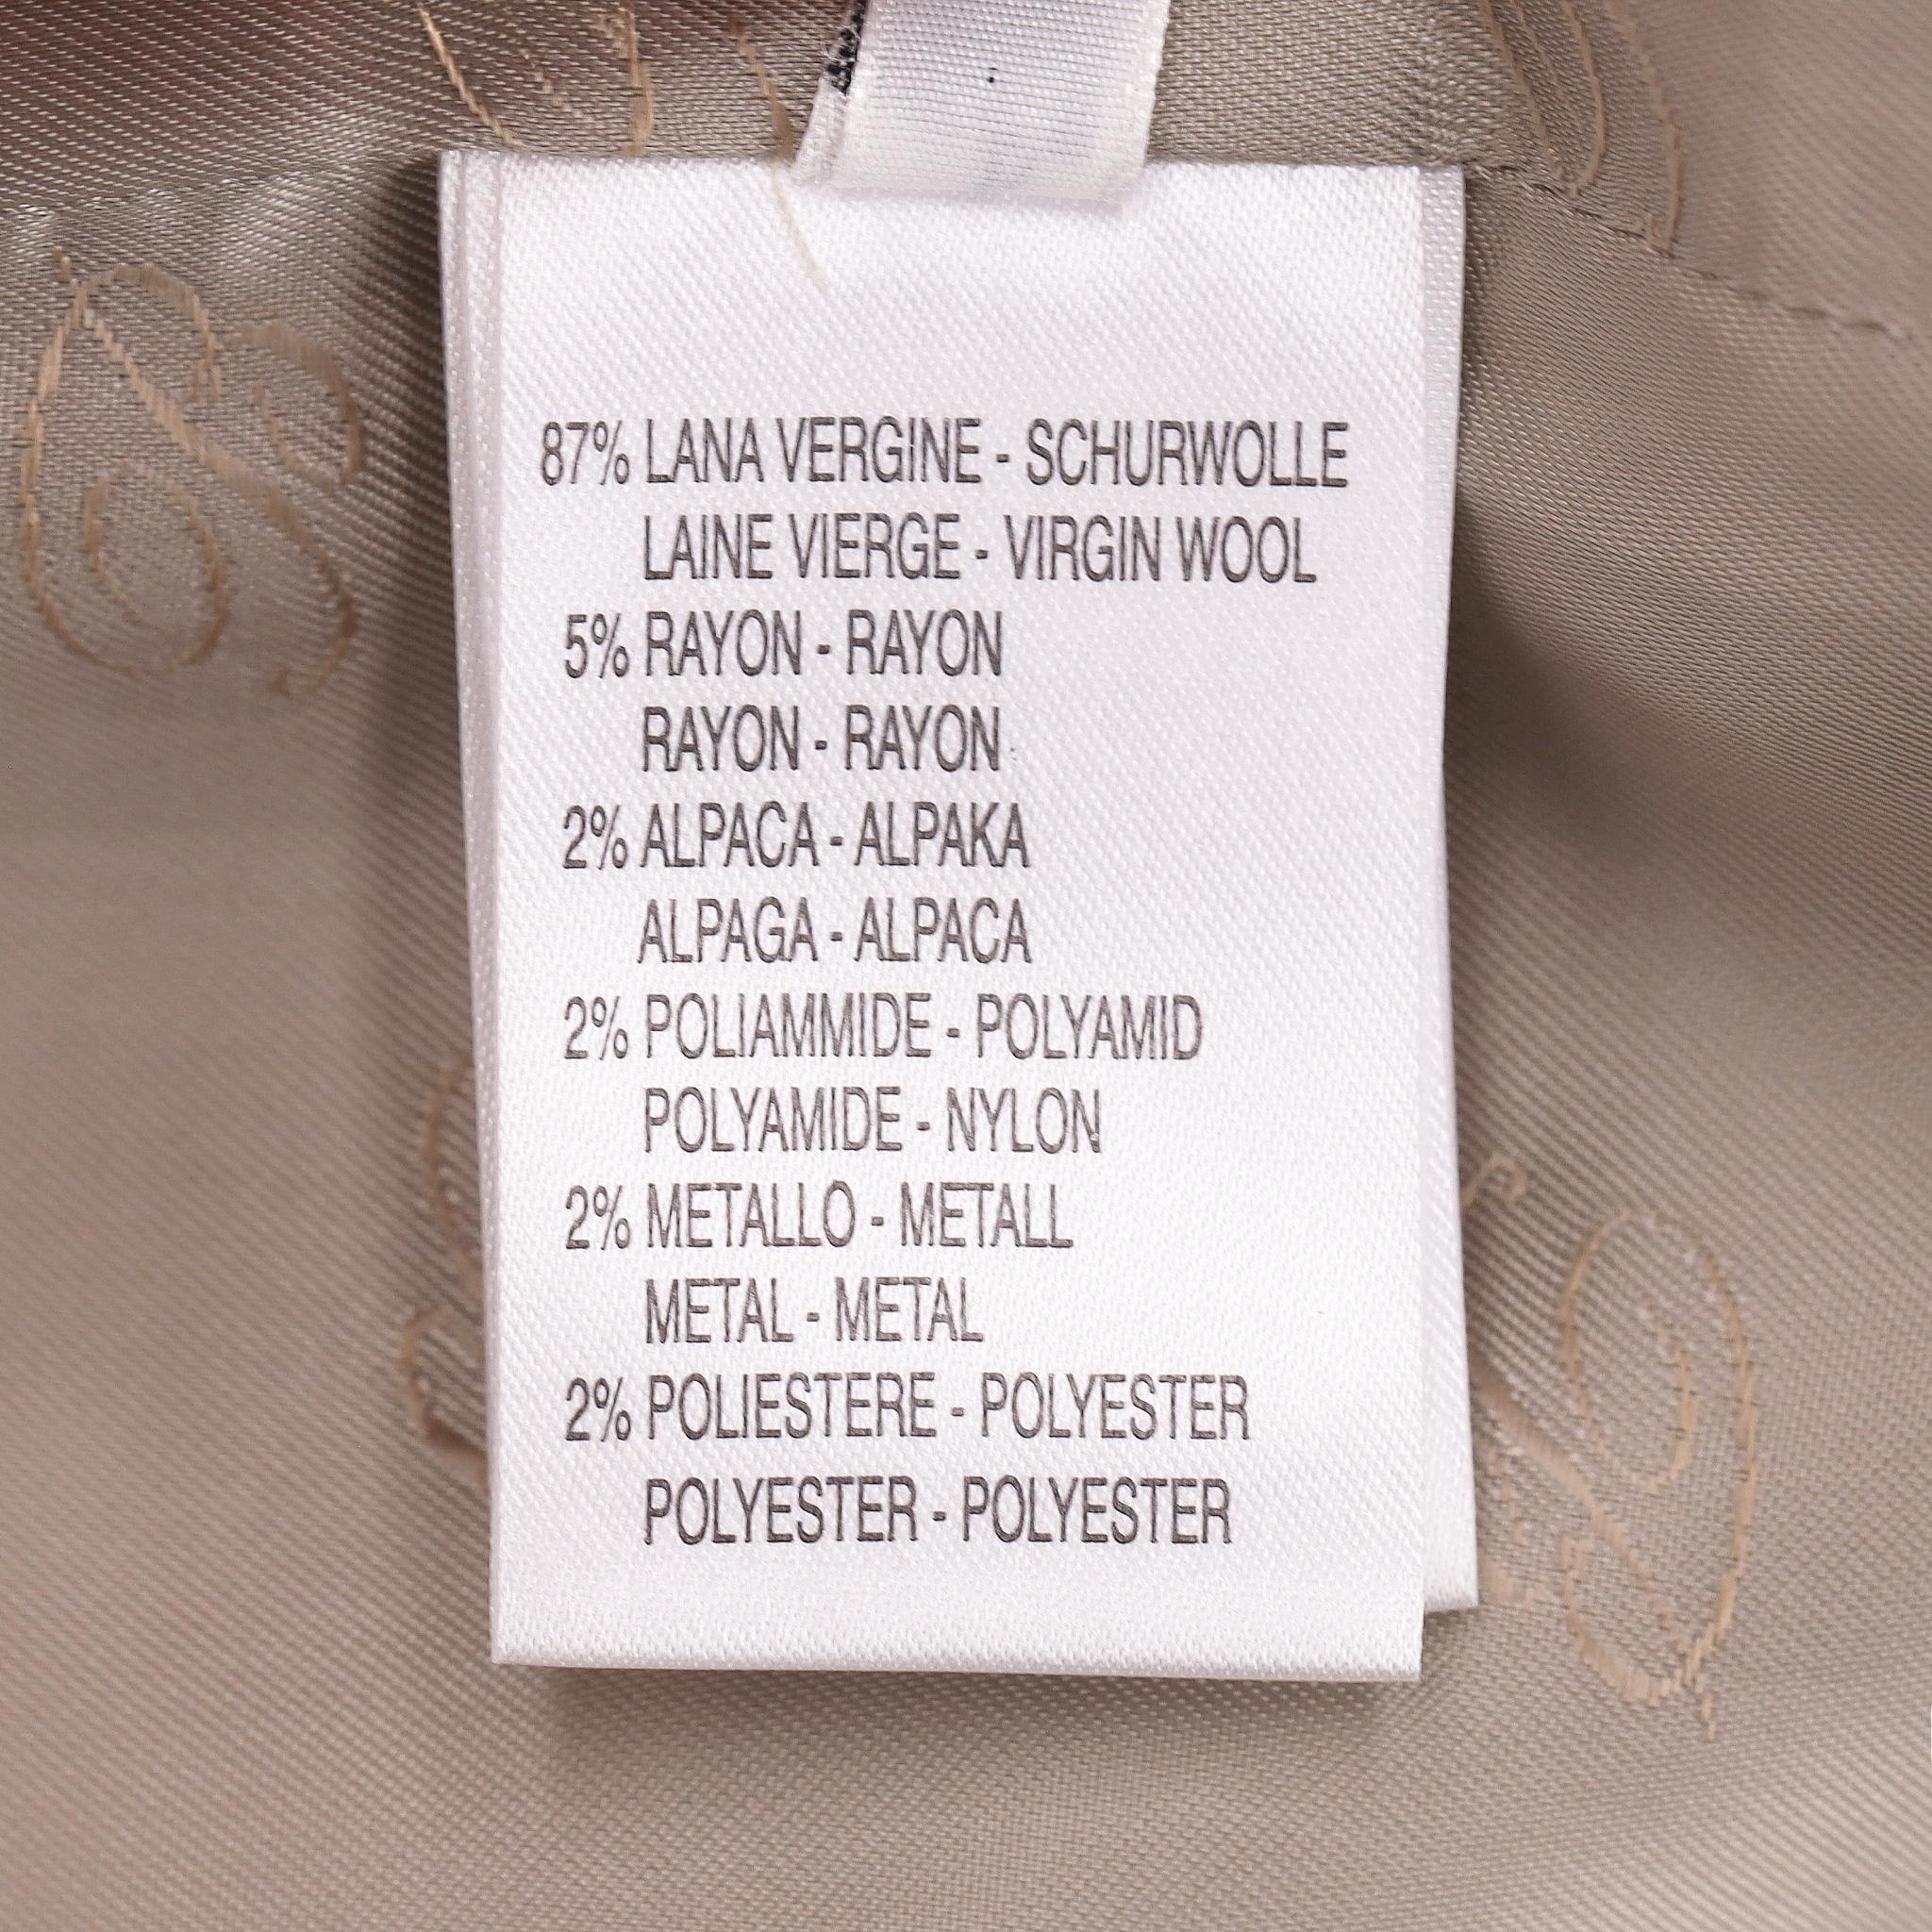 87% LANA VERGINE - SCHURWOLLE
LAINE VIERGE - VIRGIN WOOL
5% RAYON - RAYON
RAYON - RAYON
2% ALPACA - ALPAKA
ALPAGA - ALPACA
2% POLIAMMIDE - POLYAMID
POLYAMIDE - NYLON
2% METALLO - METALL
METAL - METAL
2% POLIESTERE - POLYESTER
POLYESTER - POLYESTER